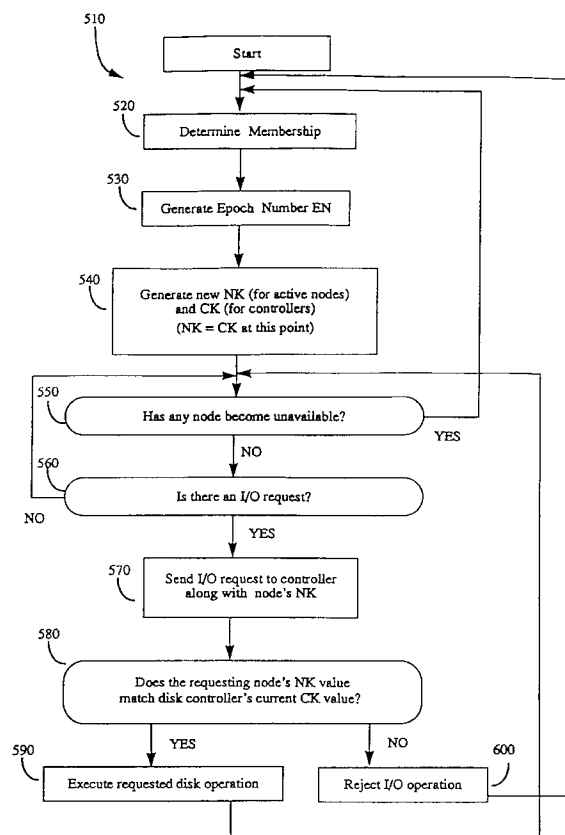 510
Start
520
Determine Membership
530
Generate Epoch Number EN
540
Generate new NK (for active nodes)
and CK (for controllers)
(NK = CK at this point)
550
Has any node become unavailable?
YES
NO
560
Is there an I/O request?
NO
YES
570
Send I/O request to controller
along with node's NK
580
Does the requesting node's NK value
match disk controller's current CK value?
YES
NO
590
Execute requested disk operation
600
Reject I/O operation